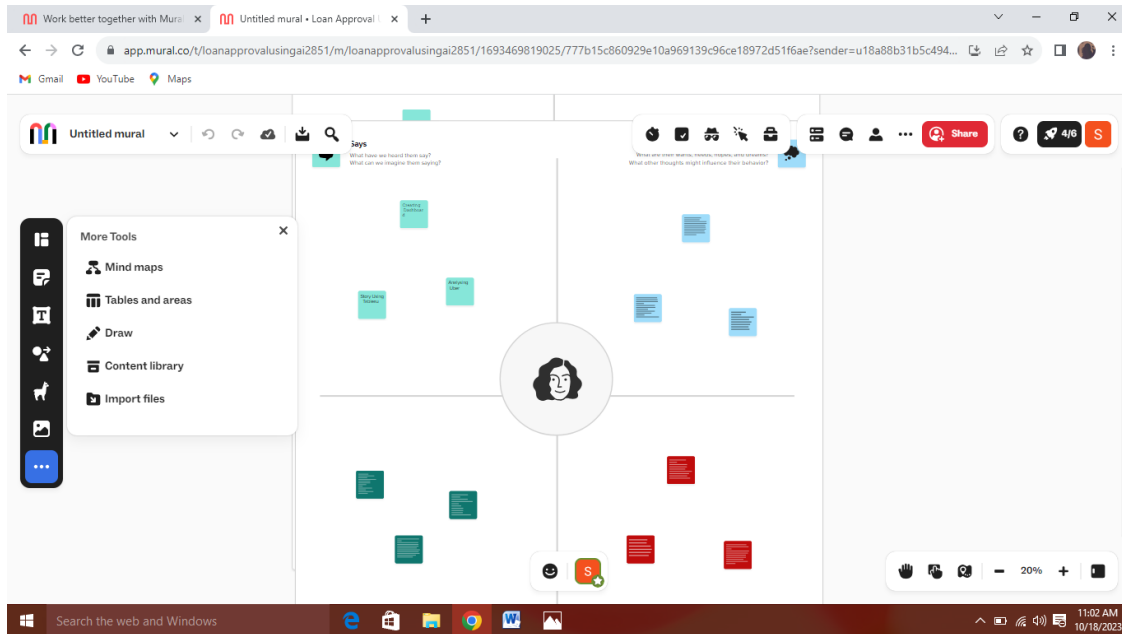 Work better together with Mura
Untitled mural • Loan Approval
app.mural.co/t/loanapprovalusingai2851/m/loanapprovalusingai2851/1693469819025/777b15c860929e10a969139c96ce18972d51f6ae?sender=u18a88b31b5c494...
Gmail
YouTube
Maps
Untitled mural
Share
4/6
S
Says
What have we heard them say?
What can we imagine them saying?
What are their wants, needs, hopes, and dreams?
What other thoughts might influence their behavior?
More Tools
Mind maps
Tables and areas
Draw
Content library
Import files
Creating
Story Using
Analysing
User
T
S
20%
Search the web and Windows
W
11:02 AM
10/18/2023